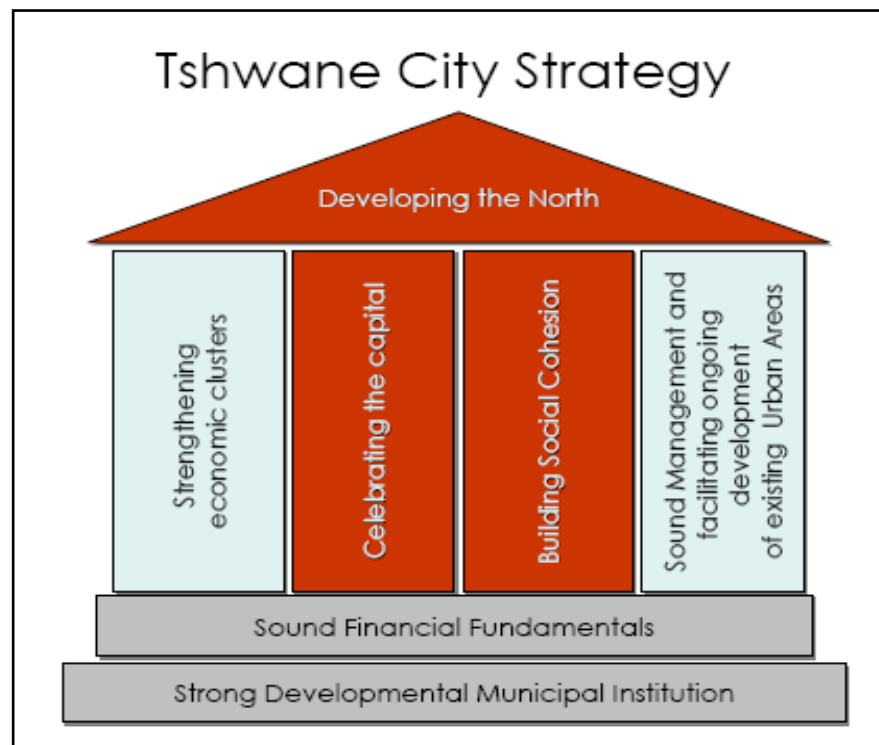 Tshwane City Strategy
Developing the North
Strengthening
economic clusters
Celebrating the capital
Building Social Cohesion
Sound Management and
facilitating ongoing
development
of existing Urban Areas
Sound Financial Fundamentals
Strong Developmental Municipal Institution